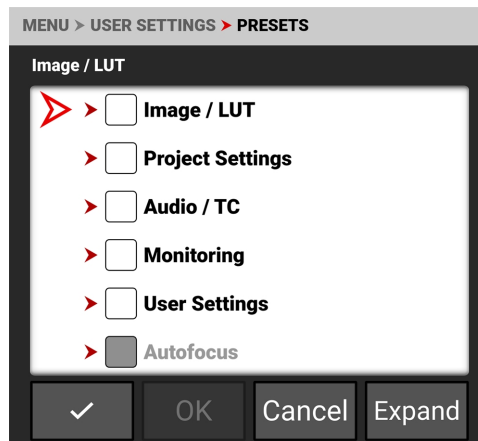 MENU > USER SETTINGS > PRESETS
Image / LUT
Image / LUT
Project Settings
Audio / TC
Monitoring
User Settings
Autofocus
✓ OK Cancel Expand